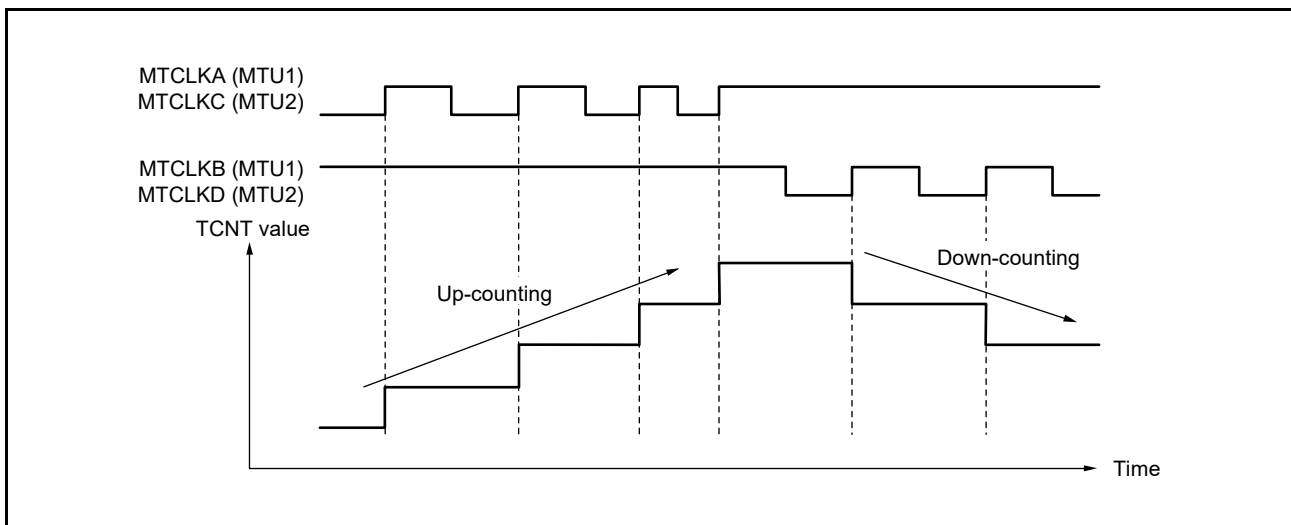 MTCLKA (MTU1)
MTCLKC (MTU2)
MTCLKB (MTU1)
MTCLKD (MTU2)
TCNT value
Down-counting
Up-counting
Time